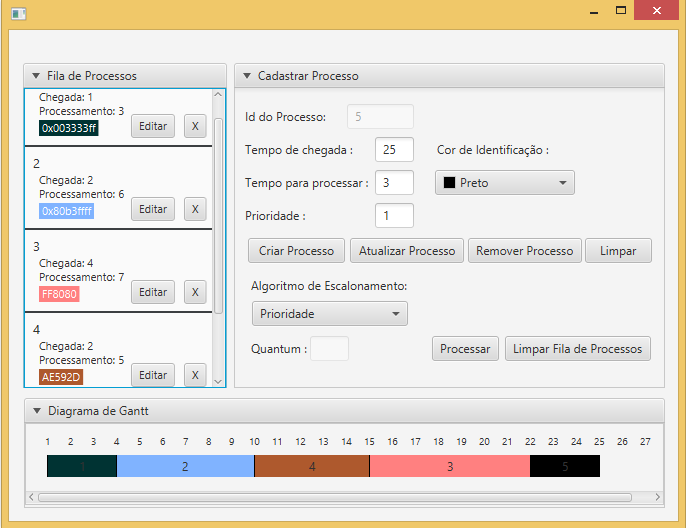 Fila de Processos
Chegada: 1
Processamento: 3
0x003333ff Editar X
2
Chegada: 2
Processamento: 6
0x80b3ffff Editar X
3
Chegada: 4
Processamento: 7
FF8080 Editar X
4
Chegada: 2
Processamento: 5
AE592D Editar X
Cadastrar Processo
Id do Processo: 5
Tempo de chegada : 25 Cor de Identificação :
Tempo para processar : 3 Preto
Prioridade : 1
Criar Processo Atualizar Processo Remover Processo Limpar
Algoritmo de Escalonamento:
Prioridade
Quantum : Processar Limpar Fila de Processos
Diagrama de Gantt
1 2 3 4 5 6 7 8 9 10 11 12 13 14 15 16 17 18 19 20 21 22 23 24 25 26 27
1 2 4 3 5